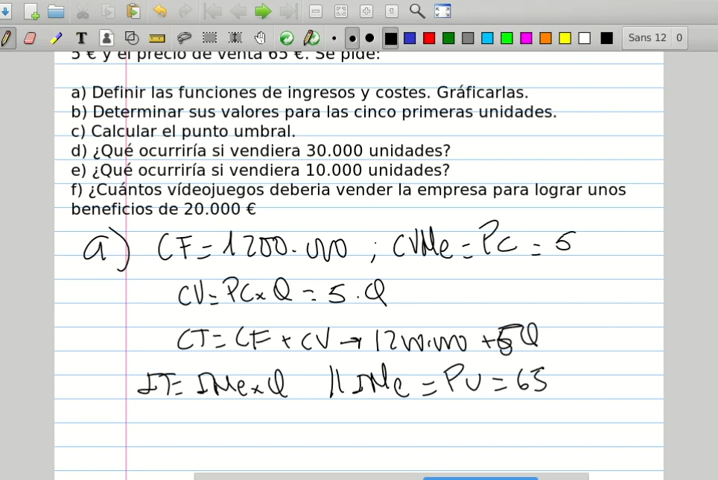 Sans 12 0
5 € y el precio de venta 65 €. Se pide:
a) Definir las funciones de ingresos y costes. Gráficarlas.
b) Determinar sus valores para las cinco primeras unidades.
c) Calcular el punto umbral.
d) ¿Qué ocurriría si vendiera 30.000 unidades?
e) ¿Qué ocurriría si vendiera 10.000 unidades?
f) ¿Cuántos vídeojuegos deberia vender la empresa para lograr unos
beneficios de 20.000 €
a) CF = 1200.000 ; CVMe = PC = 5
CV = PC x Q = 5 . Q
CT = CF + CV → 1200.000 + 5Q
IT = IMe x Q // IMe = PV = 65